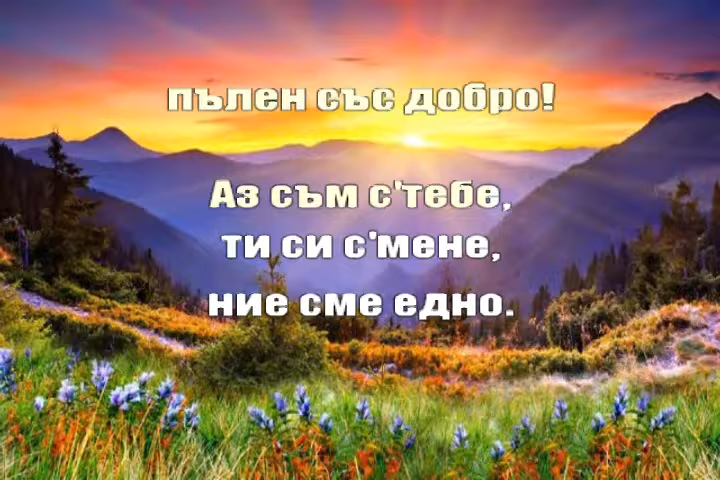 пълен със добро!
Аз съм с'тебе,
ти си с'мене,
ние сме едно.